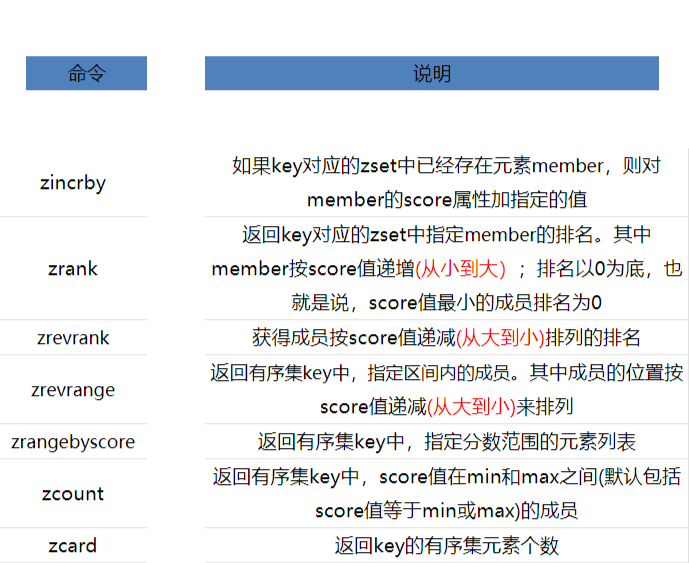 命令 说明
zincrby
如果key对应的zset中已经存在元素member，则对
member的score属性加指定的值
zrank
返回key对应的zset中指定member的排名。其中
member按score值递增(从小到大）；排名以0为底，也
就是说，score值最小的成员排名为0
zrevrank
获得成员按score值递减(从大到小)排列的排名
zrevrange
返回有序集key中，指定区间内的成员。其中成员的位置按
score值递减(从大到小)来排列
zrangebyscore
返回有序集key中，指定分数范围的元素列表
zcount
返回有序集key中，score值在min和max之间(默认包括
score值等于min或max)的成员
zcard
返回key的有序集元素个数